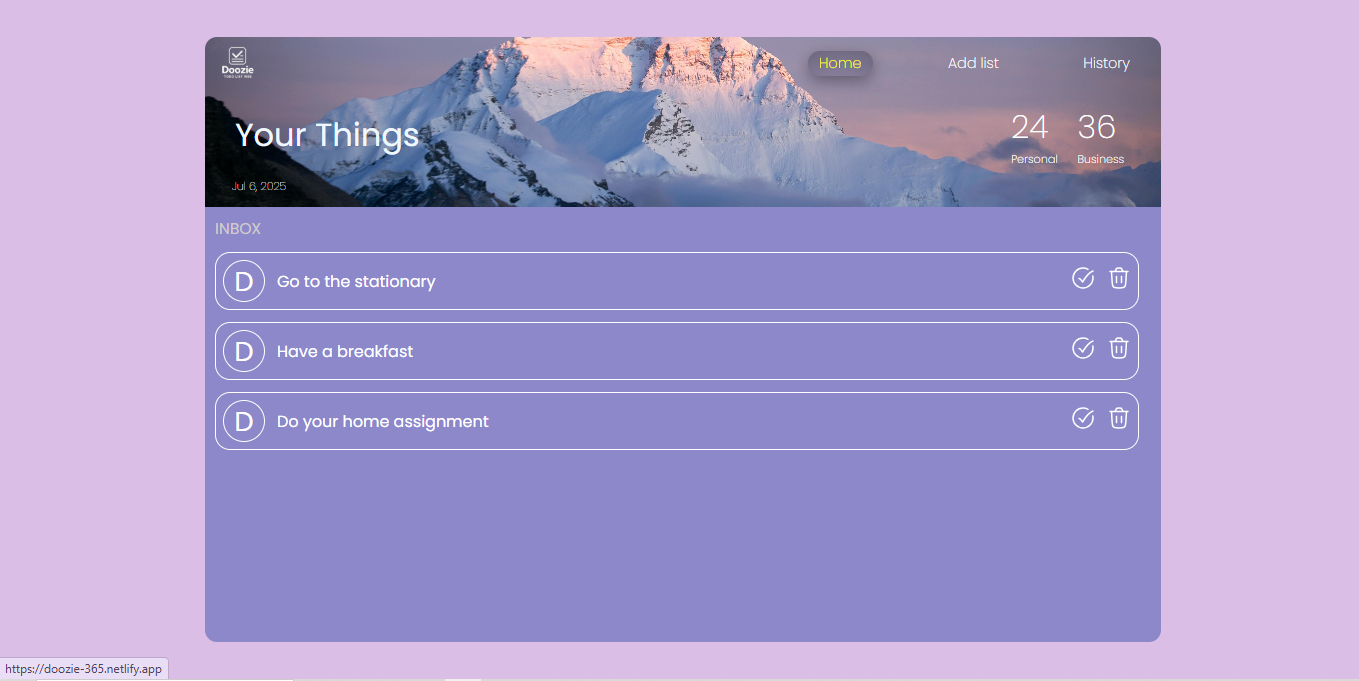 Doozie
TODO LIST WEB
Home
Add list
History
Your Things
24
36
Personal
Business
Jul 6, 2025
INBOX
D
Go to the stationary
D
Have a breakfast
D
Do your home assignment
https://doozie-365.netlify.app